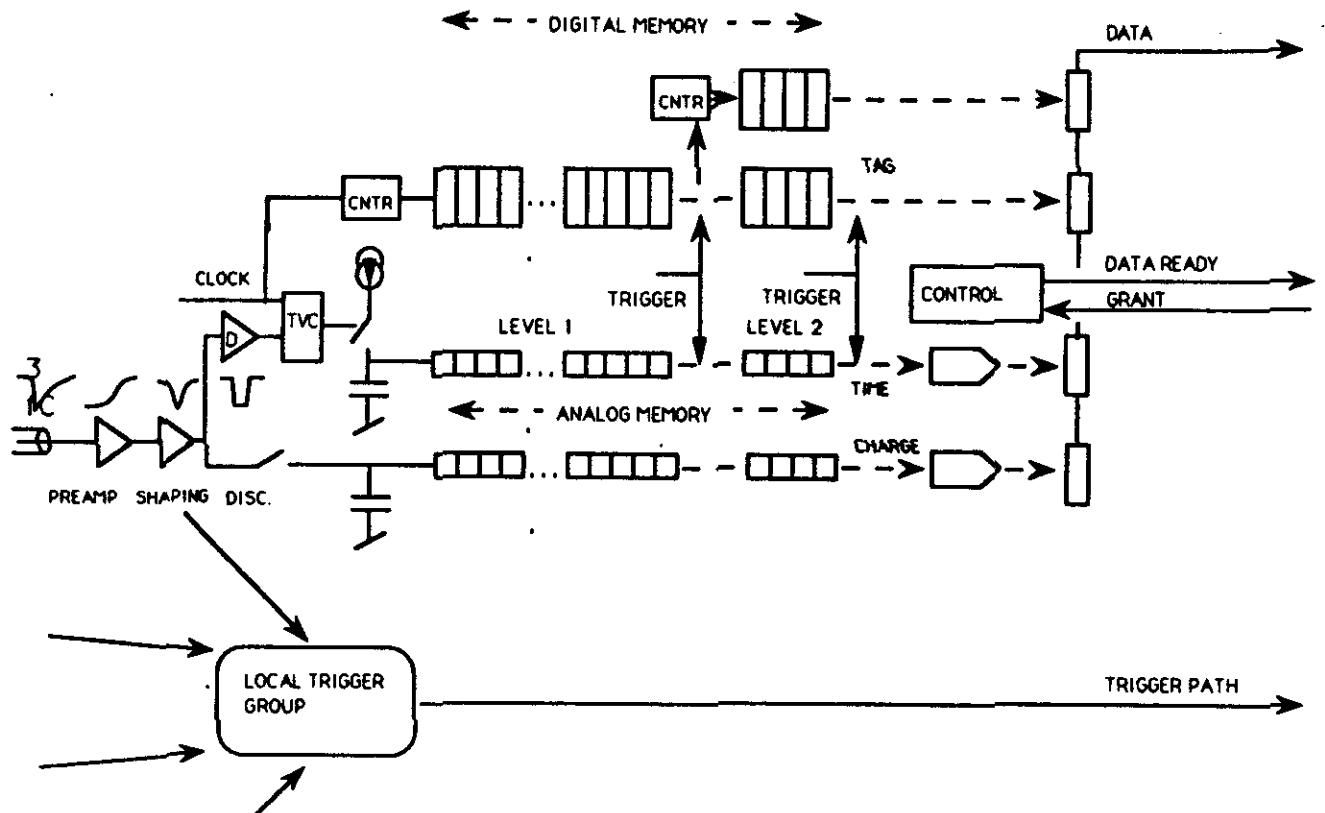 DIGITAL MEMORY
DATA
CNTR
CNTR
TAG
CLOCK
TVC
TRIGGER
TRIGGER
CONTROL
DATA READY
GRANT
LEVEL 1
LEVEL 2
D
TIME
ANALOG MEMORY
CHARGE
PREAMP SHAPING DISC.
LOCAL TRIGGER
GROUP
TRIGGER PATH